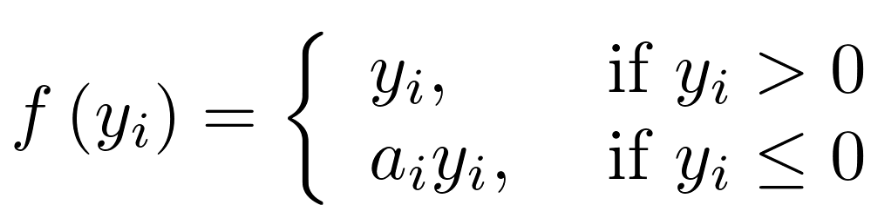 f (y_i) = { y_i, if y_i > 0
a_i y_i, if y_i ≤ 0